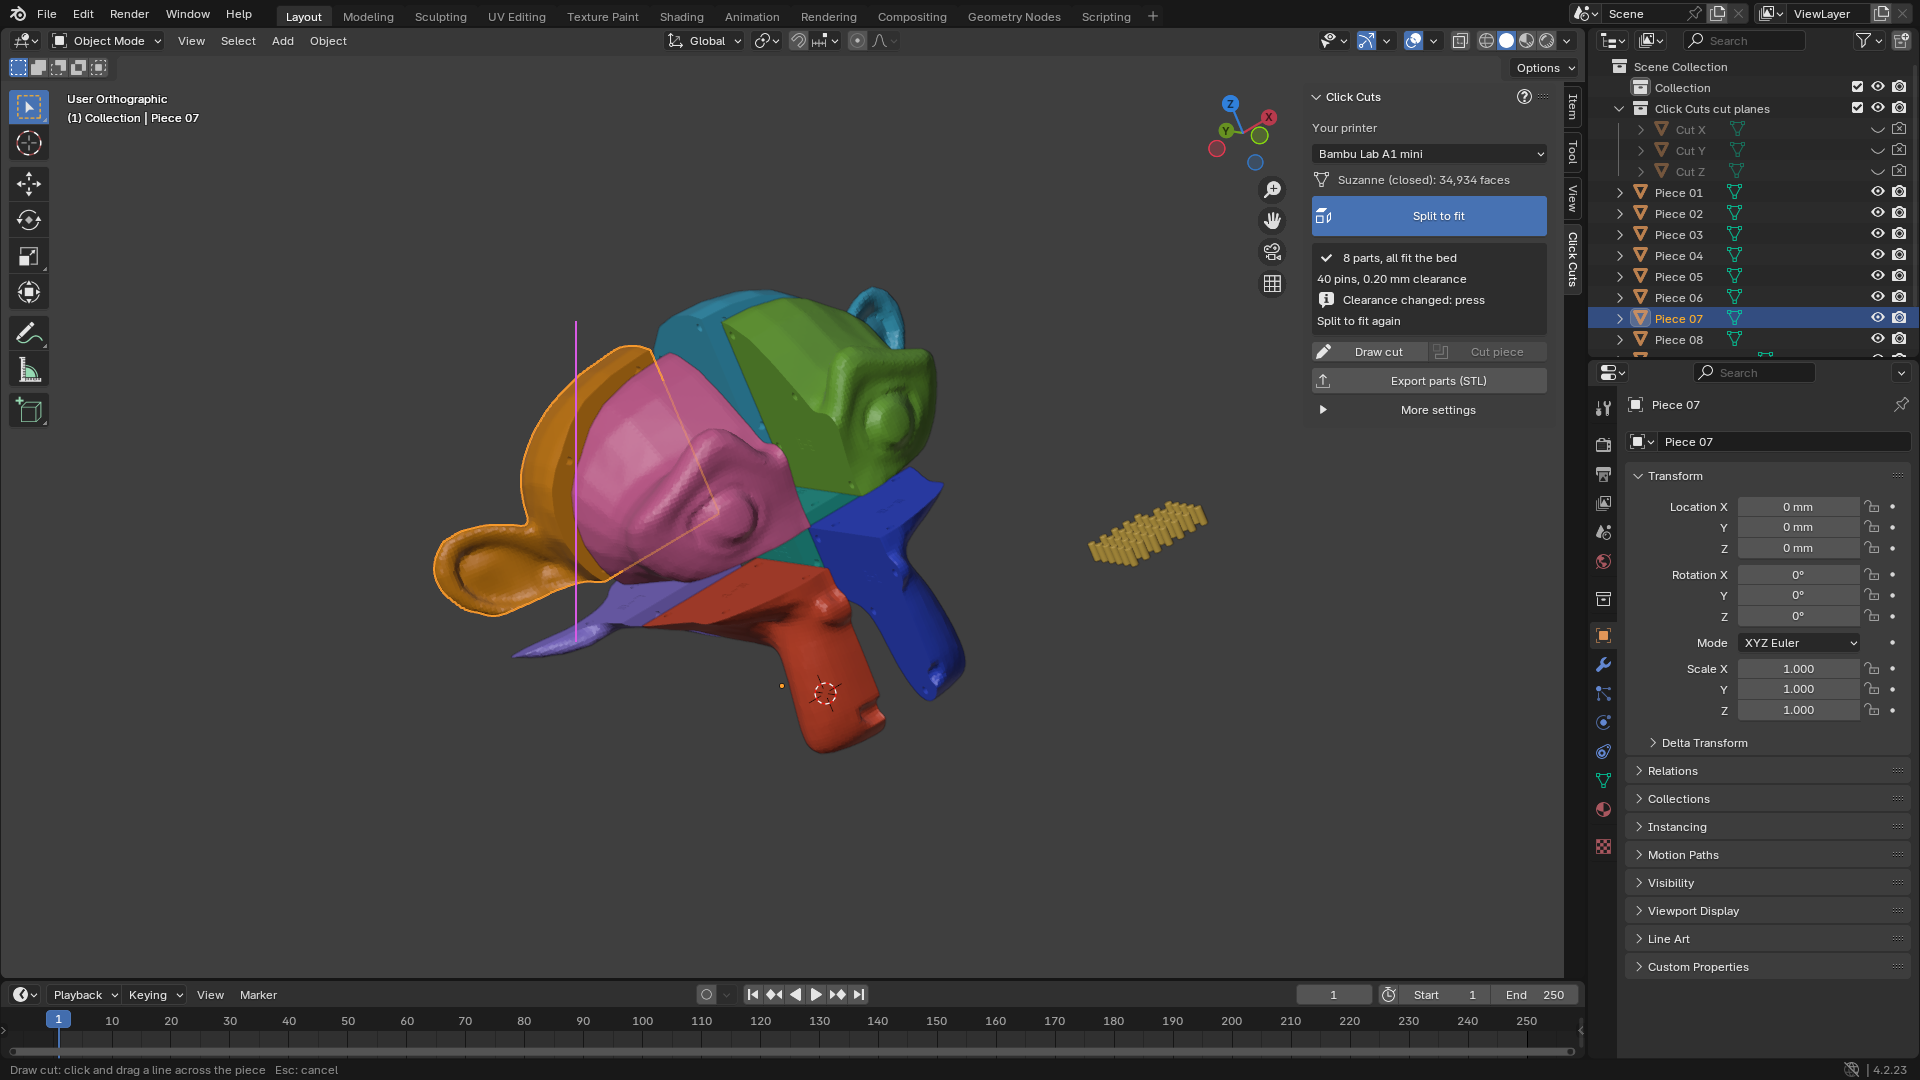 File Edit Render Window Help Layout Modeling Sculpting UV Editing Texture Paint Shading Animation Rendering Compositing Geometry Nodes Scripting Scene ViewLayer
Object Mode View Select Add Object Global Search
Options
User Orthographic
(1) Collection | Piece 07
Z
X
Y
Click Cuts
Your printer
Bambu Lab A1 mini
Suzanne (closed): 34,934 faces
Split to fit
8 parts, all fit the bed
40 pins, 0.20 mm clearance
Clearance changed: press
Split to fit again
Draw cut Cut piece
Export parts (STL)
More settings
Item
Tool
View
Click Cuts
Scene Collection
Collection
Click Cuts cut planes
Cut X
Cut Y
Cut Z
Piece 01
Piece 02
Piece 03
Piece 04
Piece 05
Piece 06
Piece 07
Piece 08
Search
Piece 07
Piece 07
Transform
Location X 0 mm
Y 0 mm
Z 0 mm
Rotation X 0°
Y 0°
Z 0°
Mode XYZ Euler
Scale X 1.000
Y 1.000
Z 1.000
Delta Transform
Relations
Collections
Instancing
Motion Paths
Visibility
Viewport Display
Line Art
Custom Properties
Playback Keying View Marker 1 Start 1 End 250
1 10 20 30 40 50 60 70 80 90 100 110 120 130 140 150 160 170 180 190 200 210 220 230 240 250
Draw cut: click and drag a line across the piece Esc: cancel 4.2.23